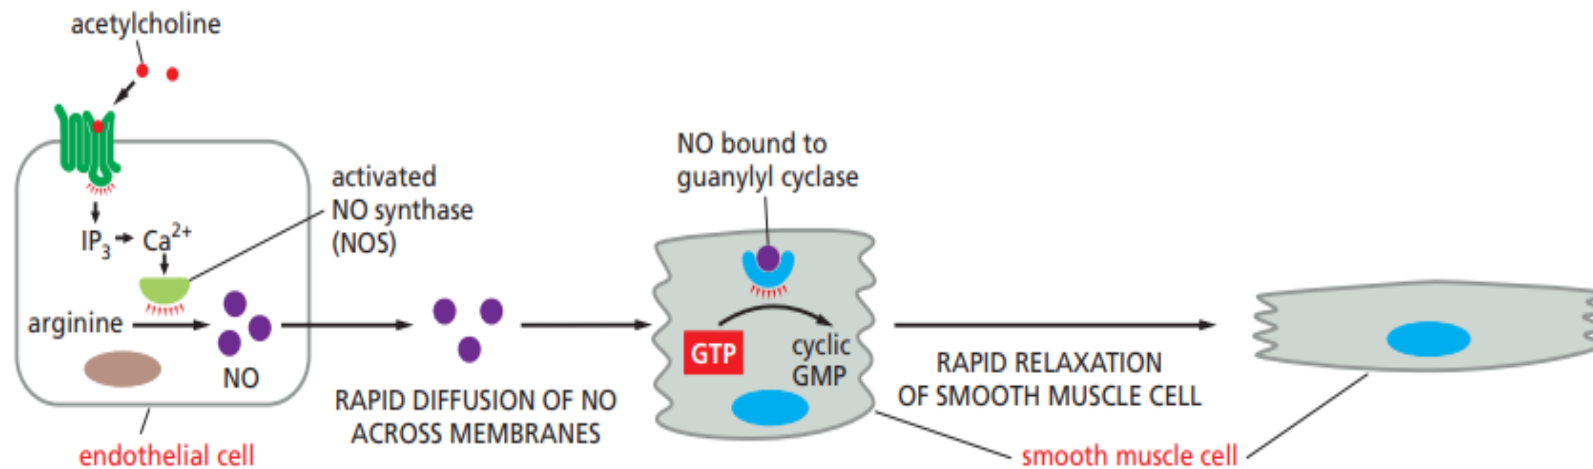 acetylcholine
activated
NO synthase
(NOS)
IP₃
Ca²⁺
arginine
NO
endothelial cell
RAPID DIFFUSION OF NO
ACROSS MEMBRANES
NO bound to
guanylyl cyclase
GTP
cyclic
GMP
RAPID RELAXATION
OF SMOOTH MUSCLE CELL
smooth muscle cell